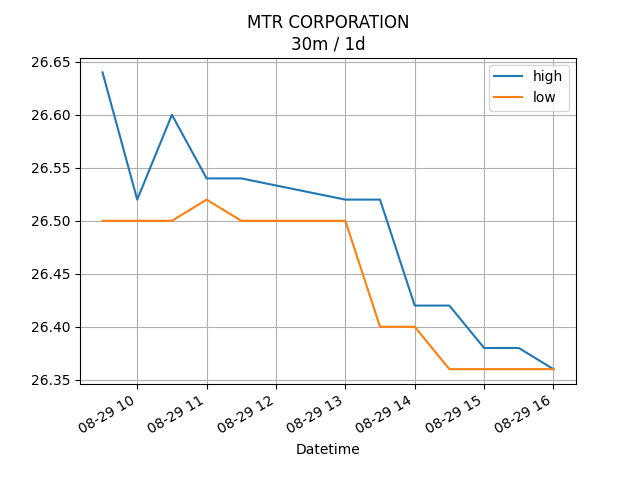 MTR CORPORATION
30m / 1d
high
low
26.65
26.60
26.55
26.50
26.45
26.40
26.35
08-29 10
08-29 11
08-29 12
08-29 13
08-29 14
08-29 15
08-29 16
Datetime